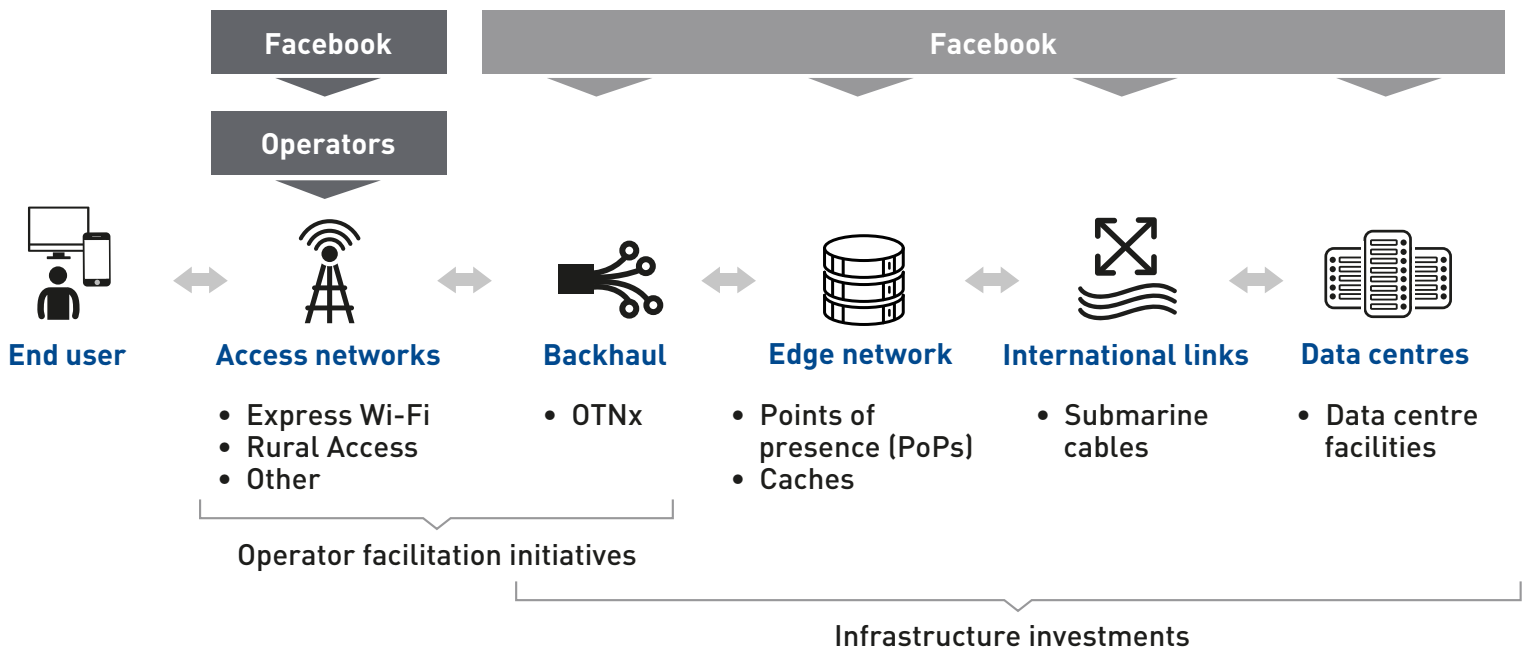 Facebook
Facebook
Operators
End user
Access networks
Backhaul
Edge network
International links
Data centres
• Express Wi-Fi
• Rural Access
• Other
• OTNx
• Points of
presence (PoPs)
• Caches
• Submarine
cables
• Data centre
facilities
Operator facilitation initiatives
Infrastructure investments